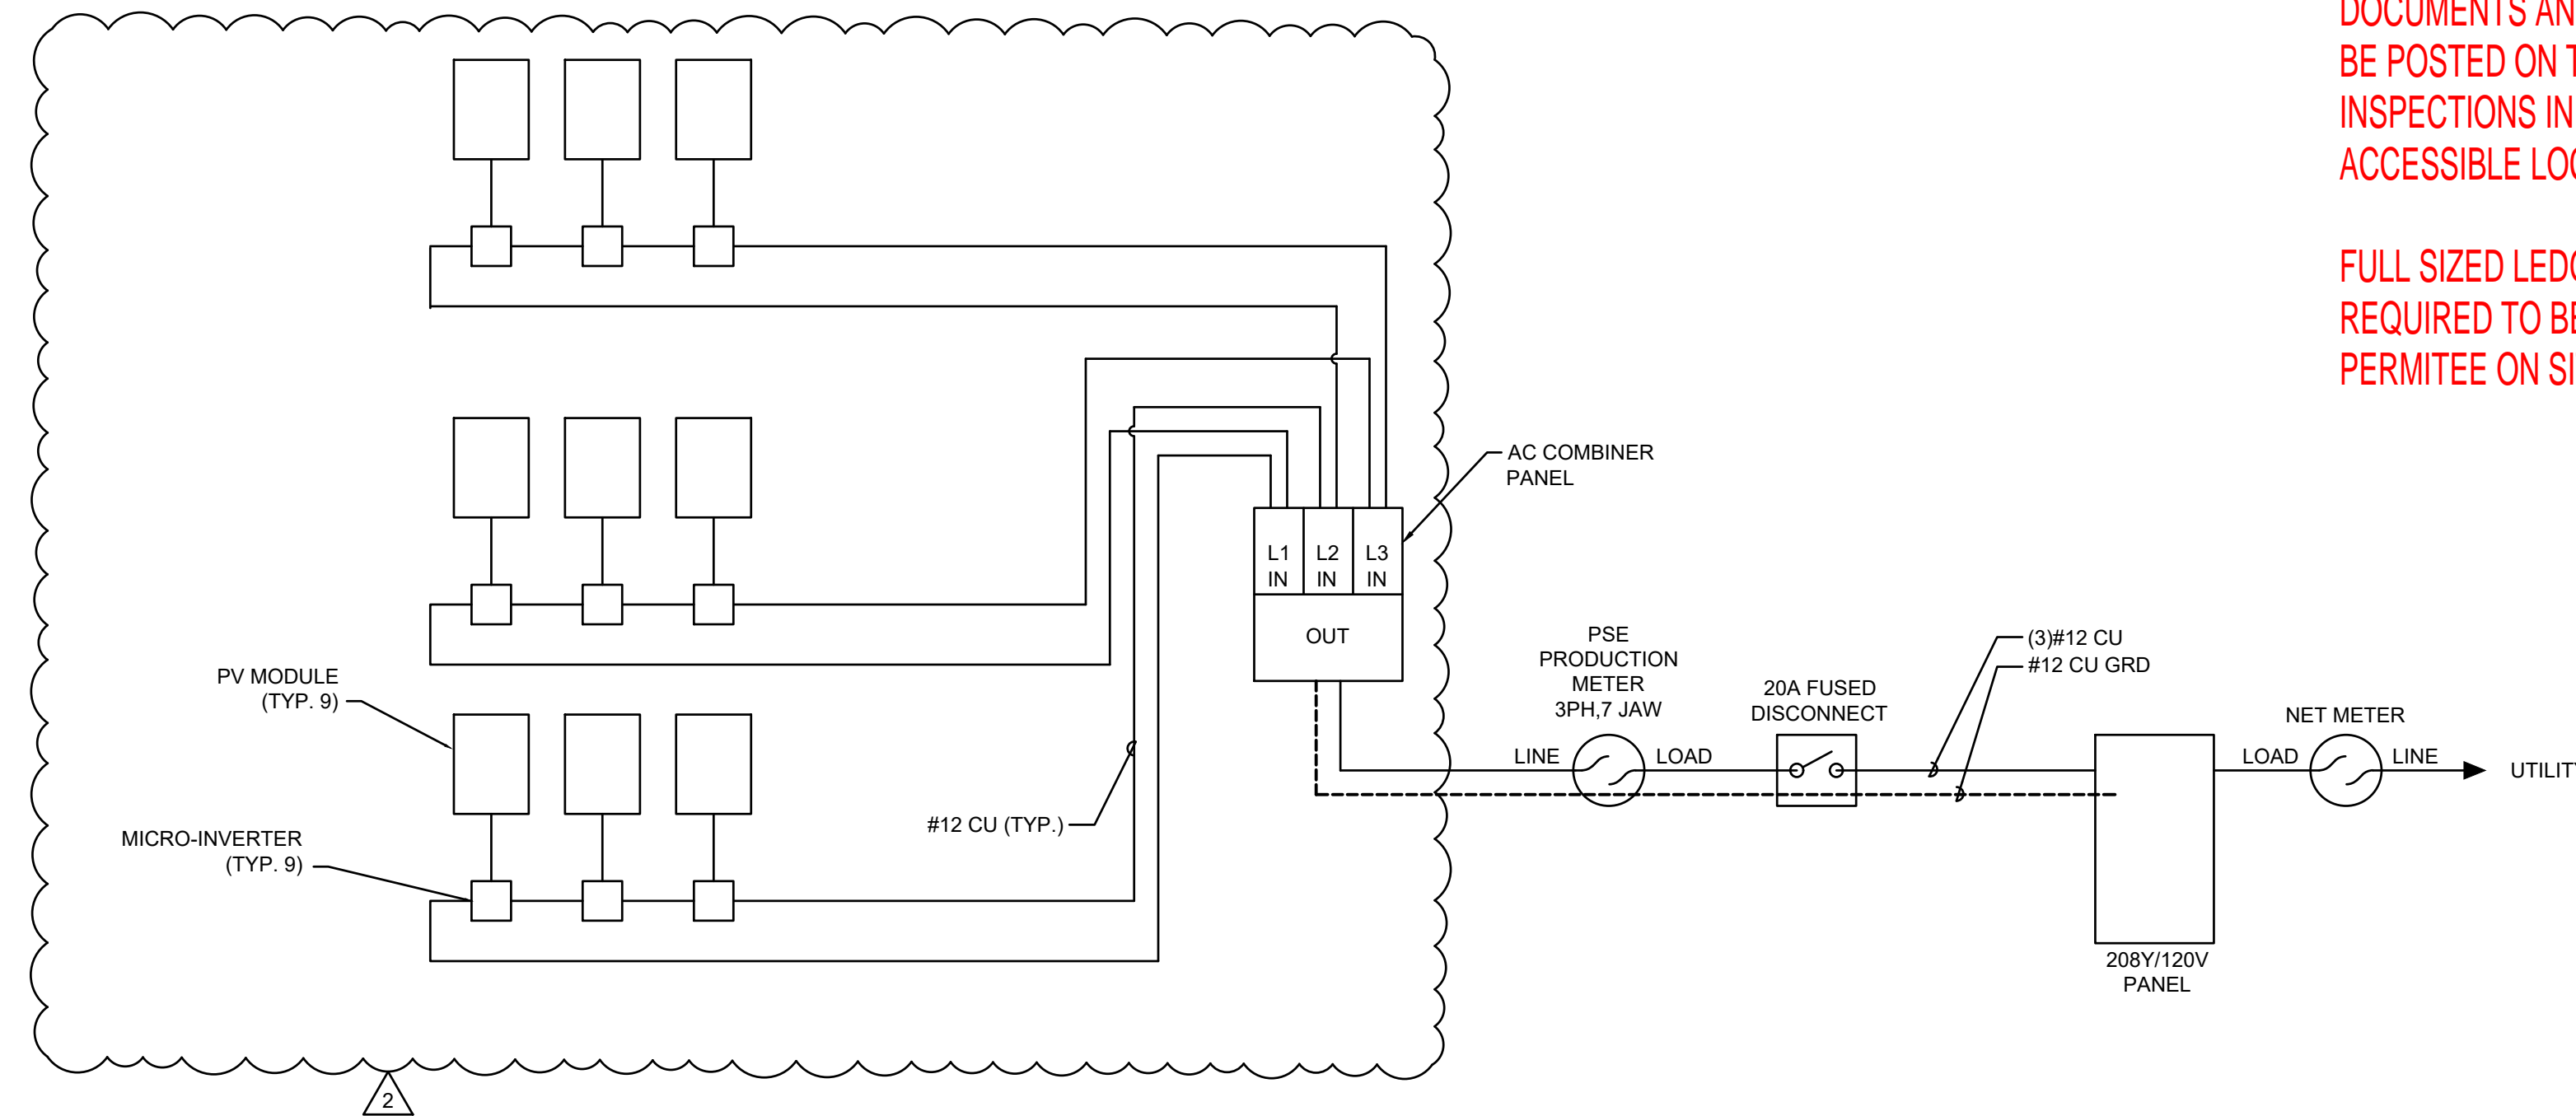 DOCUMENTS AN
BE POSTED ON T
INSPECTIONS IN
ACCESSIBLE LOC
FULL SIZED LEDG
REQUIRED TO BE
PERMITEE ON SI
AC COMBINER
PANEL
L1
IN
L2
IN
L3
IN
OUT
PSE
PRODUCTION
METER
3PH,7 JAW
LINE
LOAD
20A FUSED
DISCONNECT
(3)#12 CU
#12 CU GRD
208Y/120V
PANEL
NET METER
LOAD
LINE
UTILITY
PV MODULE
(TYP. 9)
MICRO-INVERTER
(TYP. 9)
#12 CU (TYP.)
2